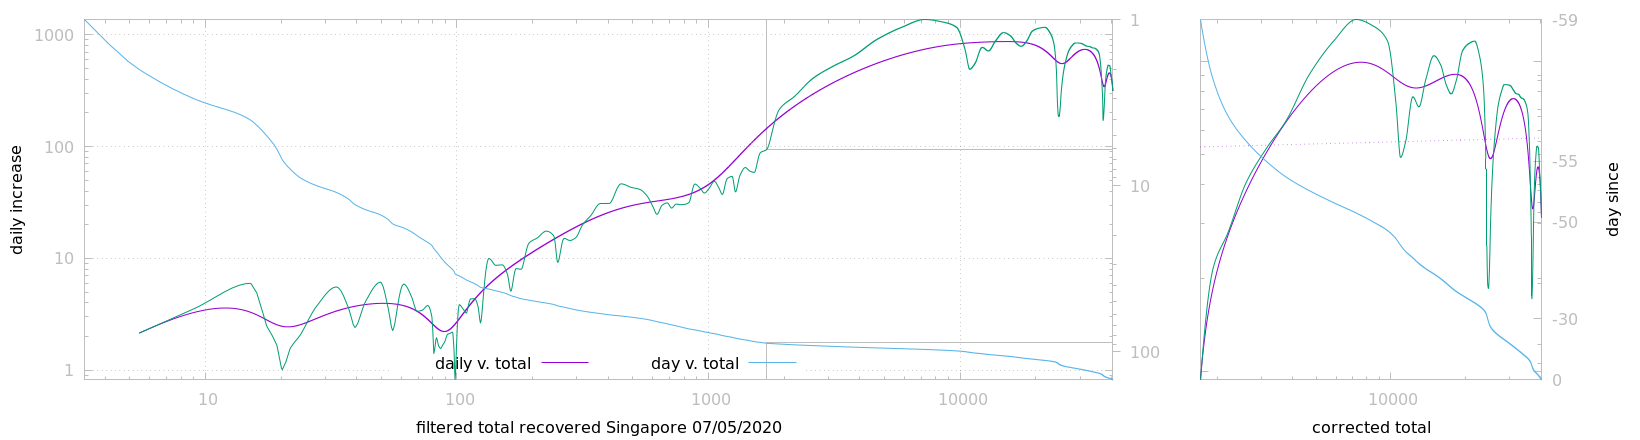 1000
100
10
1
daily increase
10
100
1000
10000
filtered total recovered Singapore 07/05/2020
daily v. total
day v. total
1
10
100
10000
corrected total
-59
-55
-50
-30
0
day since